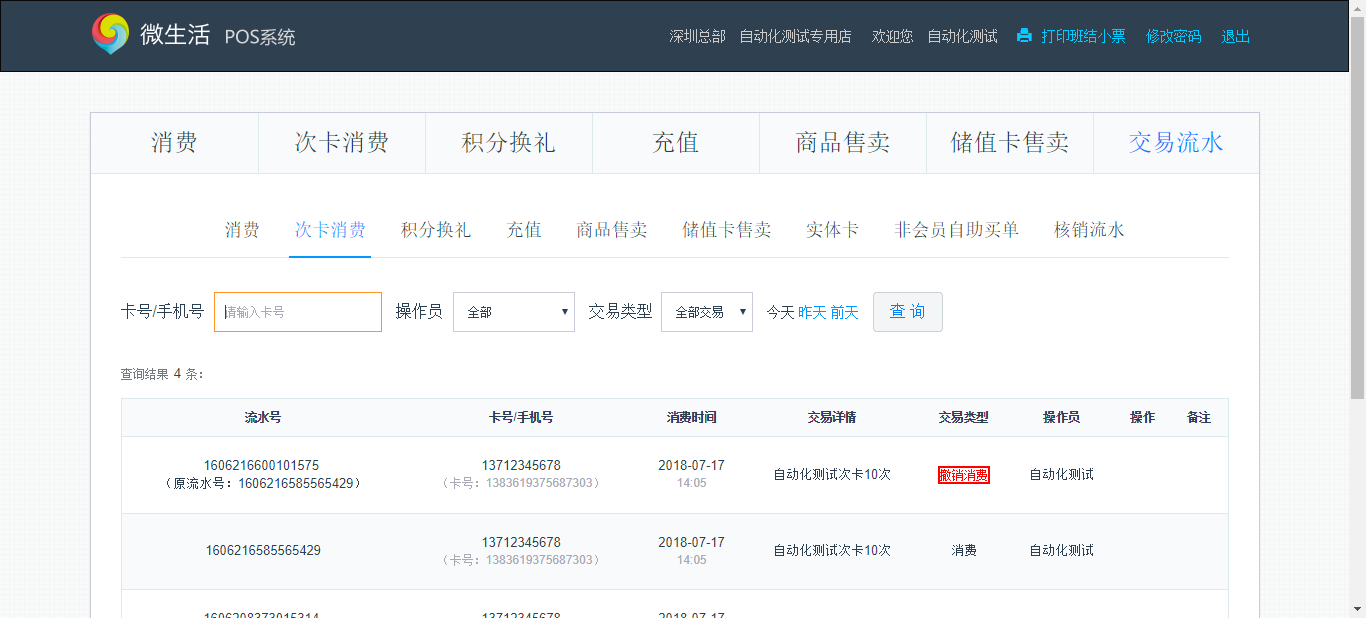 微生活 POS系统 深圳总部 自动化测试专用店 欢迎您 自动化测试 打印班结小票 修改密码 退出
消费 次卡消费 积分换礼 充值 商品售卖 储值卡售卖 交易流水
消费 次卡消费 积分换礼 充值 商品售卖 储值卡售卖 实体卡 非会员自助买单 核销流水
卡号/手机号 请输入卡号 操作员 全部 交易类型 全部交易 今天 昨天 前天 查 询
查询结果 4 条:
流水号 卡号/手机号 消费时间 交易详情 交易类型 操作员 操作 备注
1606216600101575 13712345678 2018-07-17
(原流水号: 1606216585565429) (卡号: 1383619375687303) 14:05 自动化测试次卡10次 撤销消费 自动化测试
13712345678 2018-07-17
1606216585565429 自动化测试次卡10次 消费 自动化测试
(卡号: 1383619375687303) 14:05
1606208373015314 13712345678 2018-07-17